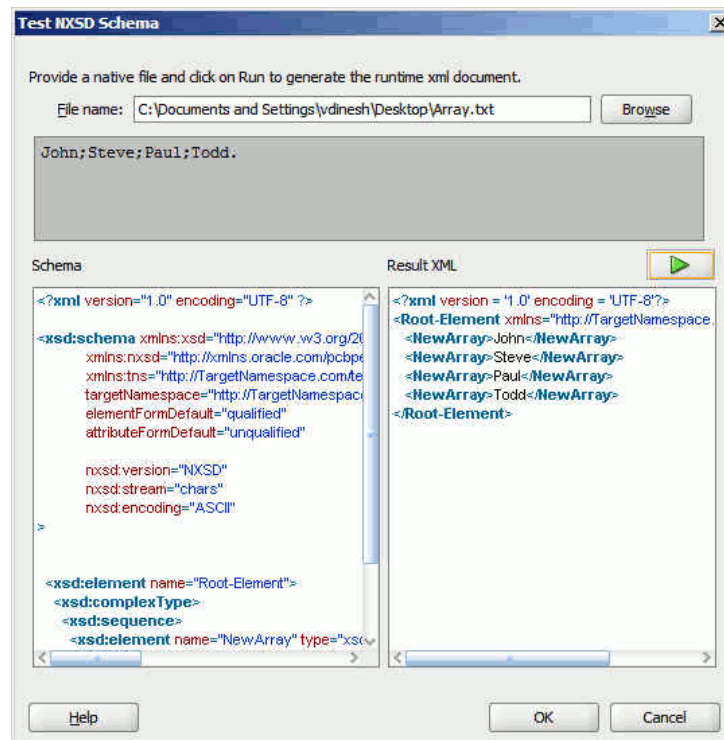 Test NXSD Schema
Provide a native file and click on Run to generate the runtime xml document.
File name: C:\Documents and Settings\vdinesh\Desktop\Array.txt Browse
John;Steve;Paul;Todd.
Schema
<?xml version="1.0" encoding="UTF-8" ?>
<xsd:schema xmlns:xsd="http://www.w3.org/20
xmlns:nxsd="http://xmlns.oracle.com/pcbpe
xmlns:tns="http://TargetNamespace.com/te
targetNamespace="http://TargetNamespac
elementFormDefault="qualified"
attributeFormDefault="unqualified"
nxsd:version="NXSD"
nxsd:stream="chars"
nxsd:encoding="ASCII"
>
<xsd:element name="Root-Element">
<xsd:complexType>
<xsd:sequence>
<xsd:element name="NewArray" type="xsd
Result XML
<?xml version = '1.0' encoding = 'UTF-8'?>
<Root-Element xmlns="http://TargetNamespace.
<NewArray>John</NewArray>
<NewArray>Steve</NewArray>
<NewArray>Paul</NewArray>
<NewArray>Todd</NewArray>
</Root-Element>
Help OK Cancel